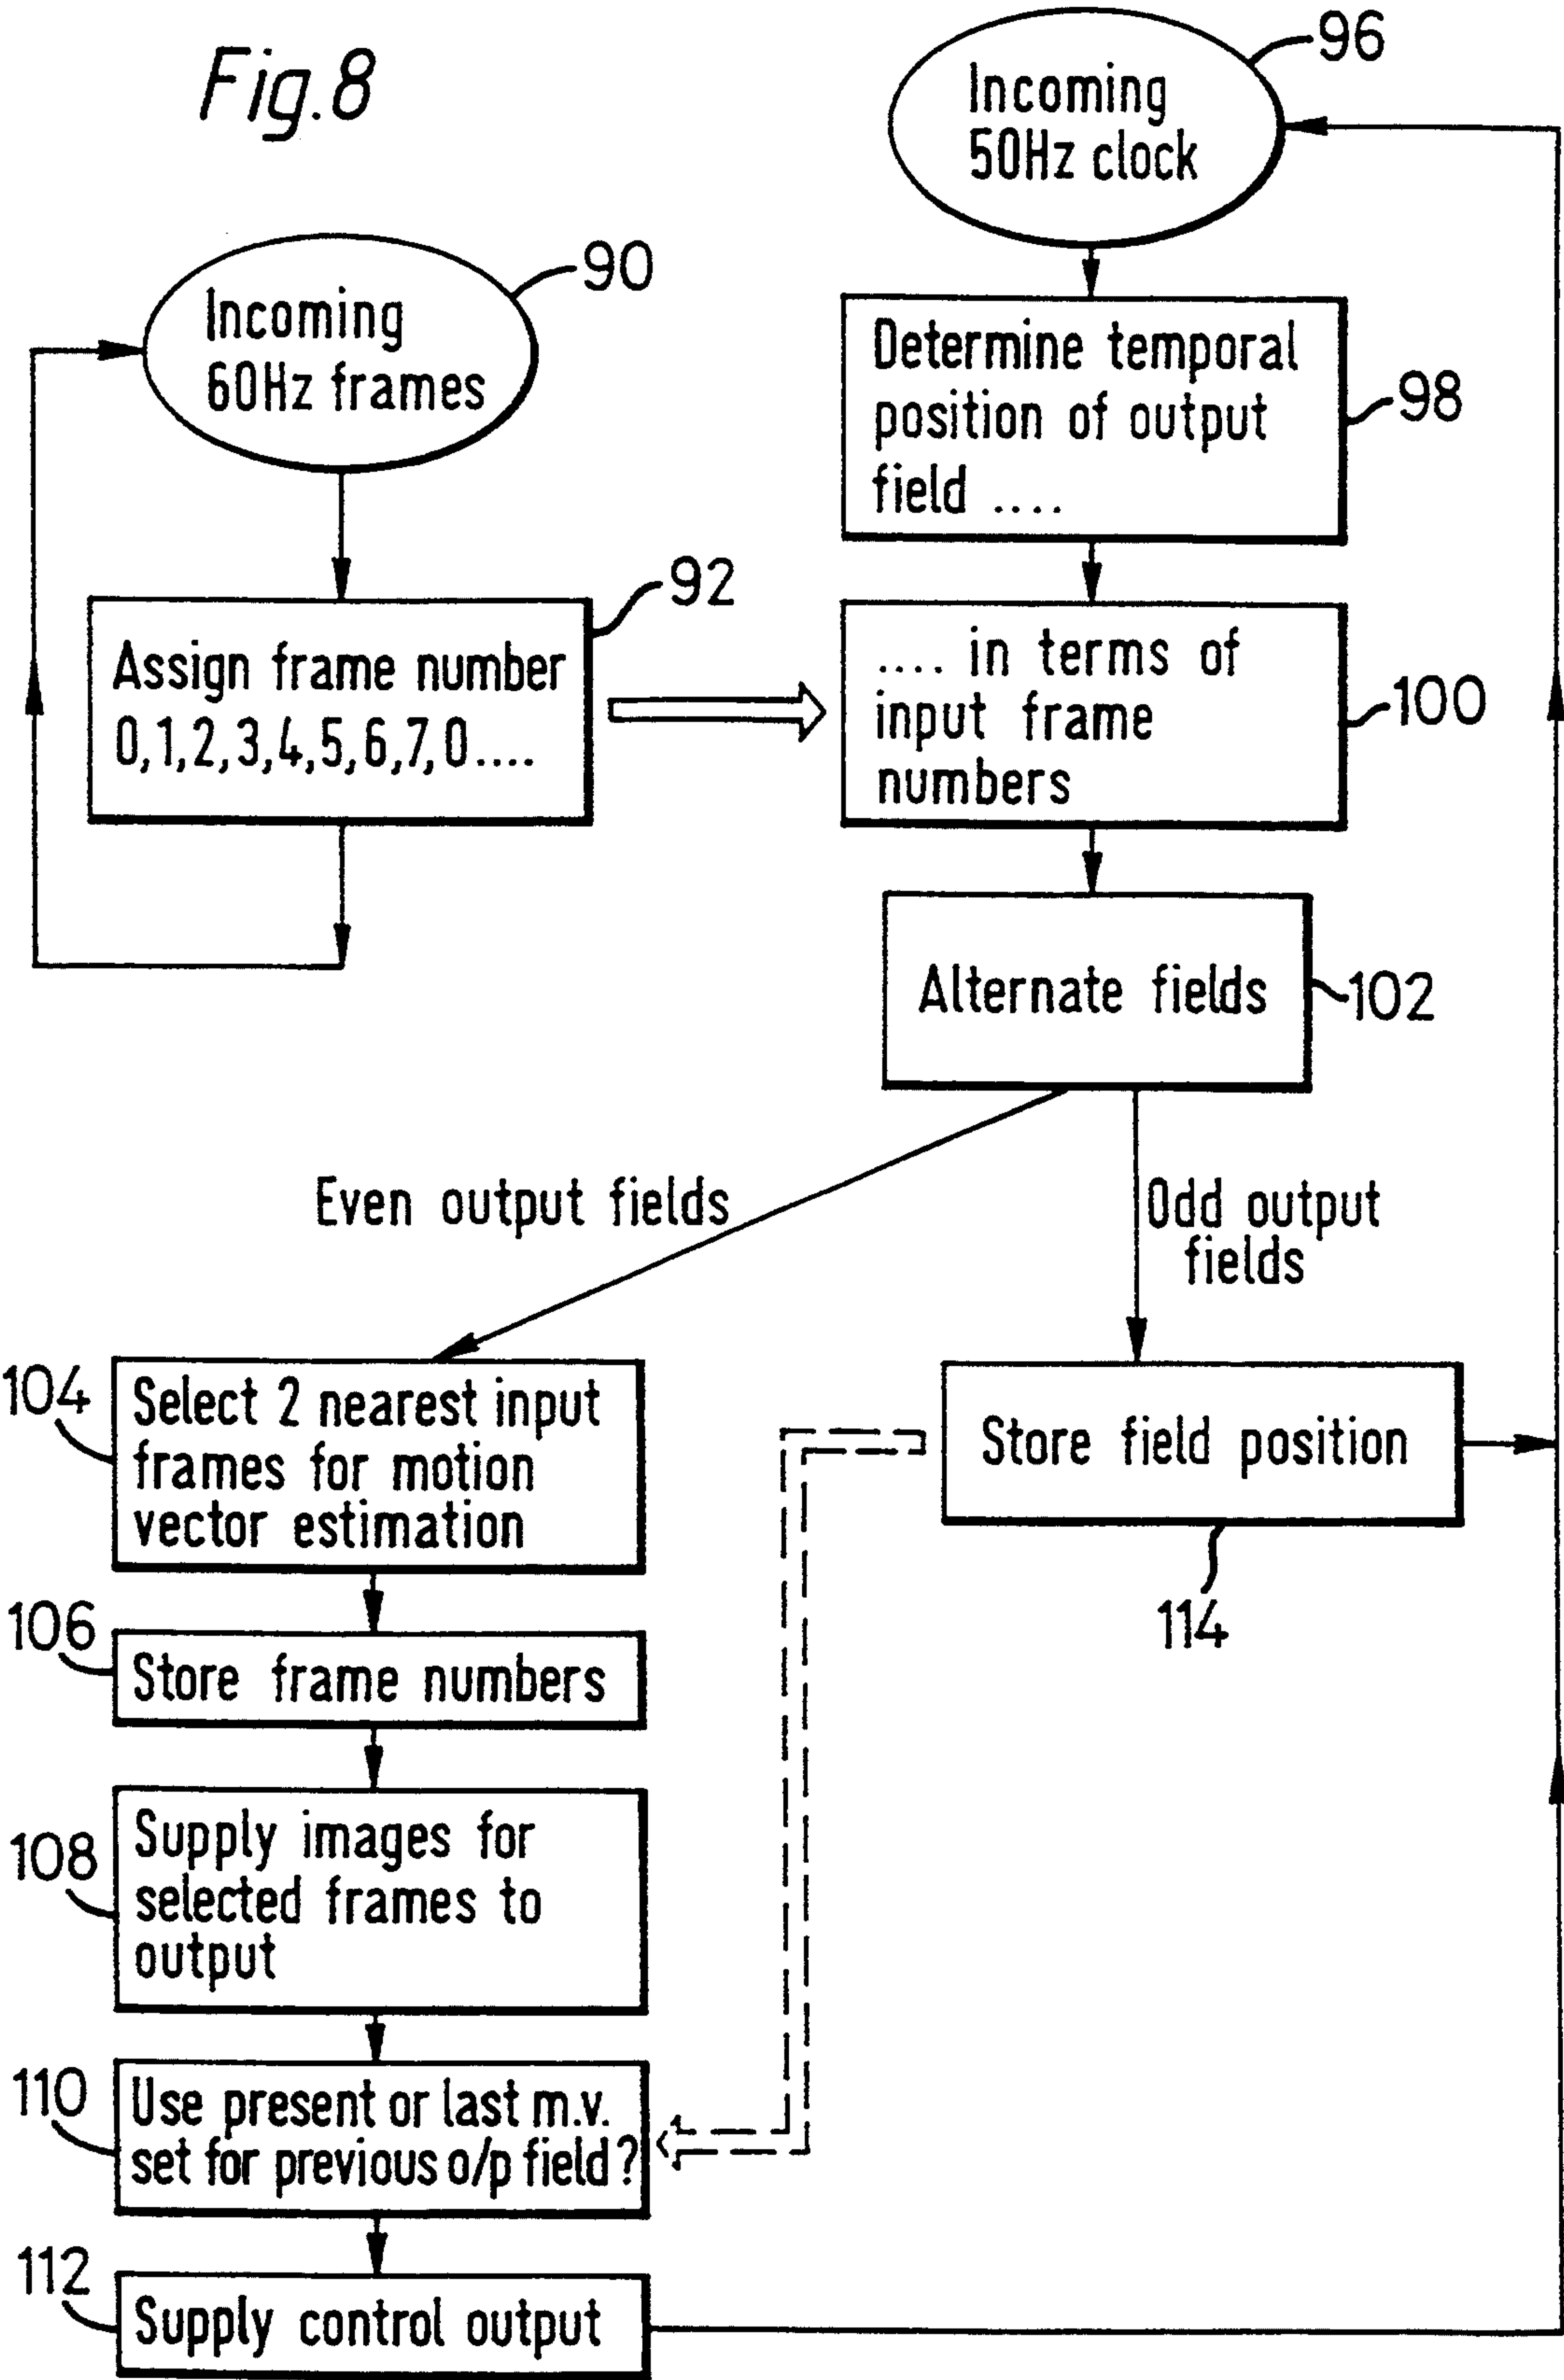 Fig.8
96
Incoming
50Hz clock
90
Incoming
60Hz frames
Determine temporal
position of output
field ....
98
92
Assign frame number
0,1,2,3,4,5,6,7,0....
.... in terms of
input frame
numbers
100
Alternate fields
102
Even output fields
Odd output
fields
104
Select 2 nearest input
frames for motion
vector estimation
Store field position
114
106
Store frame numbers
108
Supply images for
selected frames to
output
110
Use present or last m.v.
set for previous o/p field?
112
Supply control output